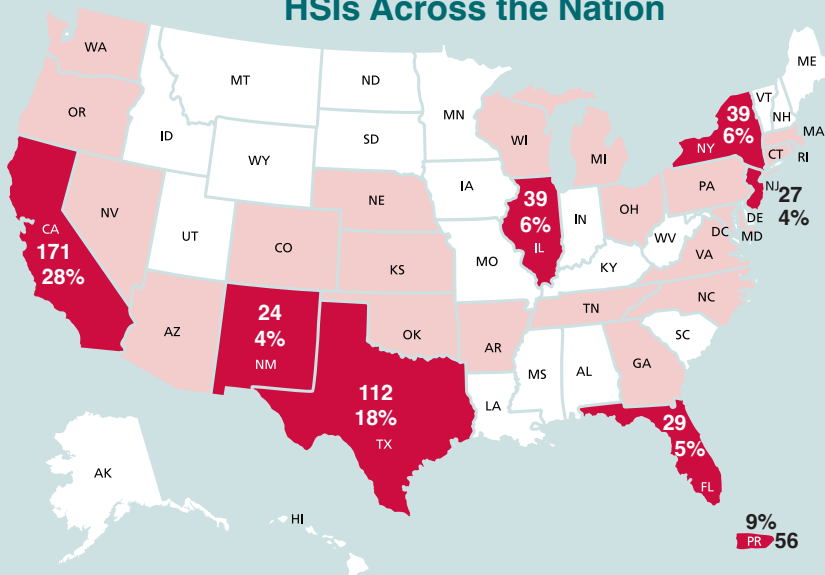 HSIs Across the Nation
WA
MT
ND
MN
ME
VT
NH
MA
OR
ID
SD
WI
MI
39
6%
NY
CT
RI
WY
IA
NE
39
6%
IL
IN
OH
PA
NJ
27
4%
DE
MD
DC
NV
UT
CO
KS
MO
WV
VA
KY
CA
171
28%
AZ
24
4%
NM
OK
AR
TN
NC
SC
MS
AL
GA
LA
112
18%
TX
29
5%
FL
AK
HI
9%
PR 56